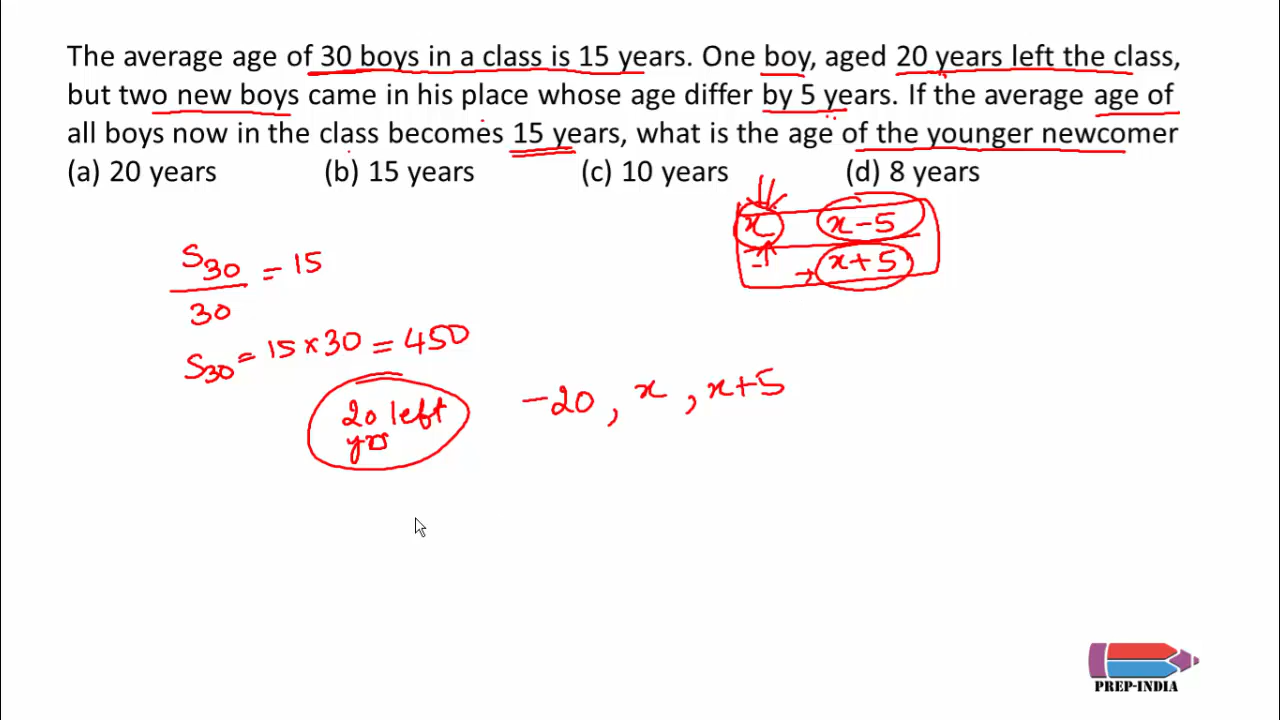 The average age of 30 boys in a class is 15 years. One boy, aged 20 years left the class,
but two new boys came in his place whose age differ by 5 years. If the average age of
all boys now in the class becomes 15 years, what is the age of the younger newcomer
(a) 20 years (b) 15 years (c) 10 years (d) 8 years
x x-5
x+5
S30/30 = 15
S30 = 15×30 = 450
20 left
yrs
-20, x, x+5
PREP-INDIA